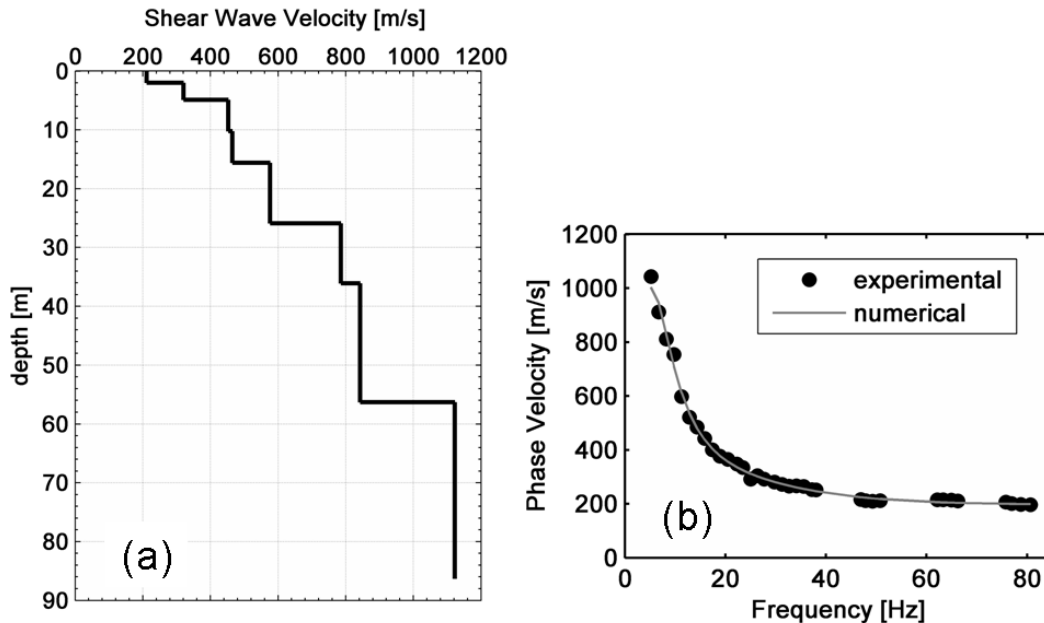 Shear Wave Velocity [m/s]
0 200 400 600 800 1000 1200
0
10
20
30
40
50
60
70
80
90
depth [m]
(a)
1200
1000
800
600
400
200
0
Phase Velocity [m/s]
experimental
numerical
(b)
0 20 40 60 80
Frequency [Hz]